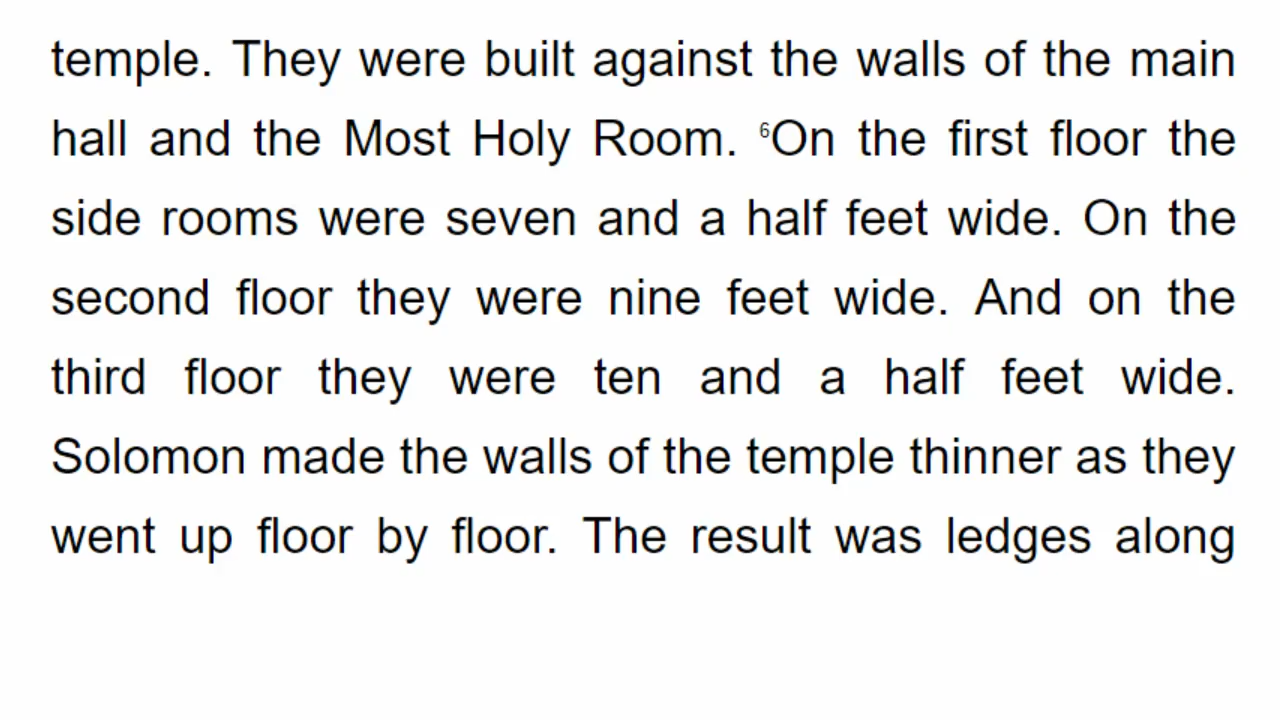 temple. They were built against the walls of the main
hall and the Most Holy Room. ⁶On the first floor the
side rooms were seven and a half feet wide. On the
second floor they were nine feet wide. And on the
third floor they were ten and a half feet wide.
Solomon made the walls of the temple thinner as they
went up floor by floor. The result was ledges along